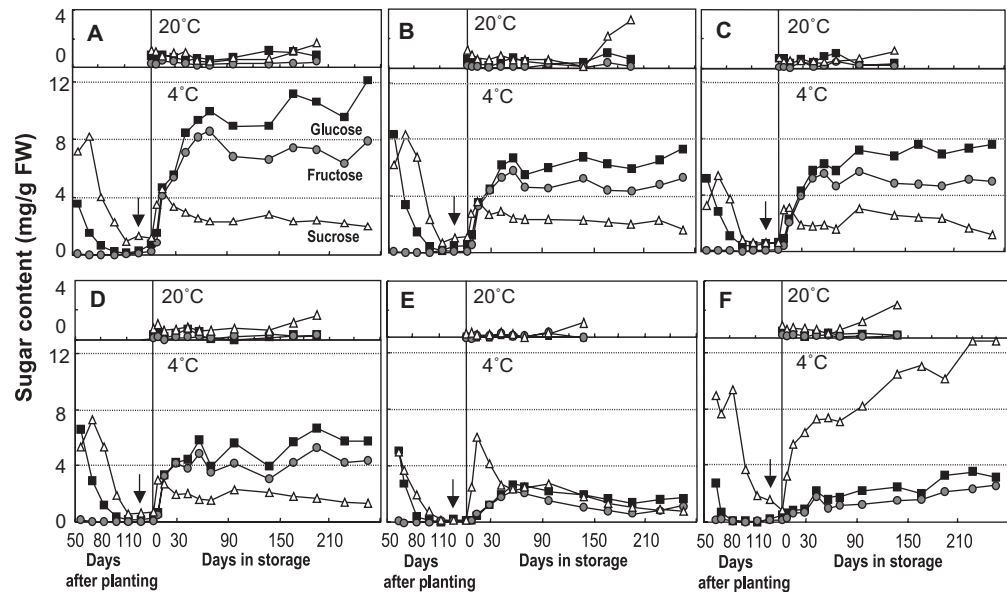 Sugar content (mg/g FW)
4
0
12
8
4
0
A
20˚C
4˚C
Glucose
Fructose
Sucrose
B
20˚C
4˚C
C
20˚C
4˚C
4
0
12
8
4
0
D
20˚C
4˚C
E
20˚C
4˚C
F
20˚C
4˚C
50 80 110 0 30 90 150 210
50 80 110 0 30 90 150 210
50 80 110 0 30 90 150 210
Days
after planting
Days in storage
Days
after planting
Days in storage
Days
after planting
Days in storage